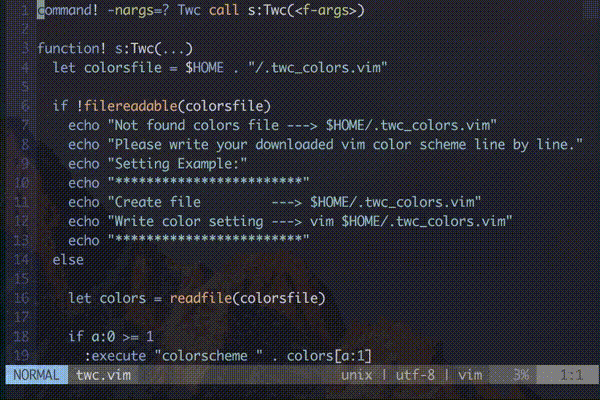 1 command! -nargs=? Twc call s:Twc(<f-args>)
2
3 function! s:Twc(...)
4   let colorsfile = $HOME . "/.twc_colors.vim"
5
6   if !filereadable(colorsfile)
7     echo "Not found colors file ---> $HOME/.twc_colors.vim"
8     echo "Please write your downloaded vim color scheme line by line."
9     echo "Setting Example:"
10     echo "************************"
11     echo "Create file         ---> $HOME/.twc_colors.vim"
12     echo "Write color setting ---> vim $HOME/.twc_colors.vim"
13     echo "************************"
14   else
15
16     let colors = readfile(colorsfile)
17
18     if a:0 >= 1
19       :execute "colorscheme " . colors[a:1]
NORMAL twc.vim unix | utf-8 | vim 3% 1:1